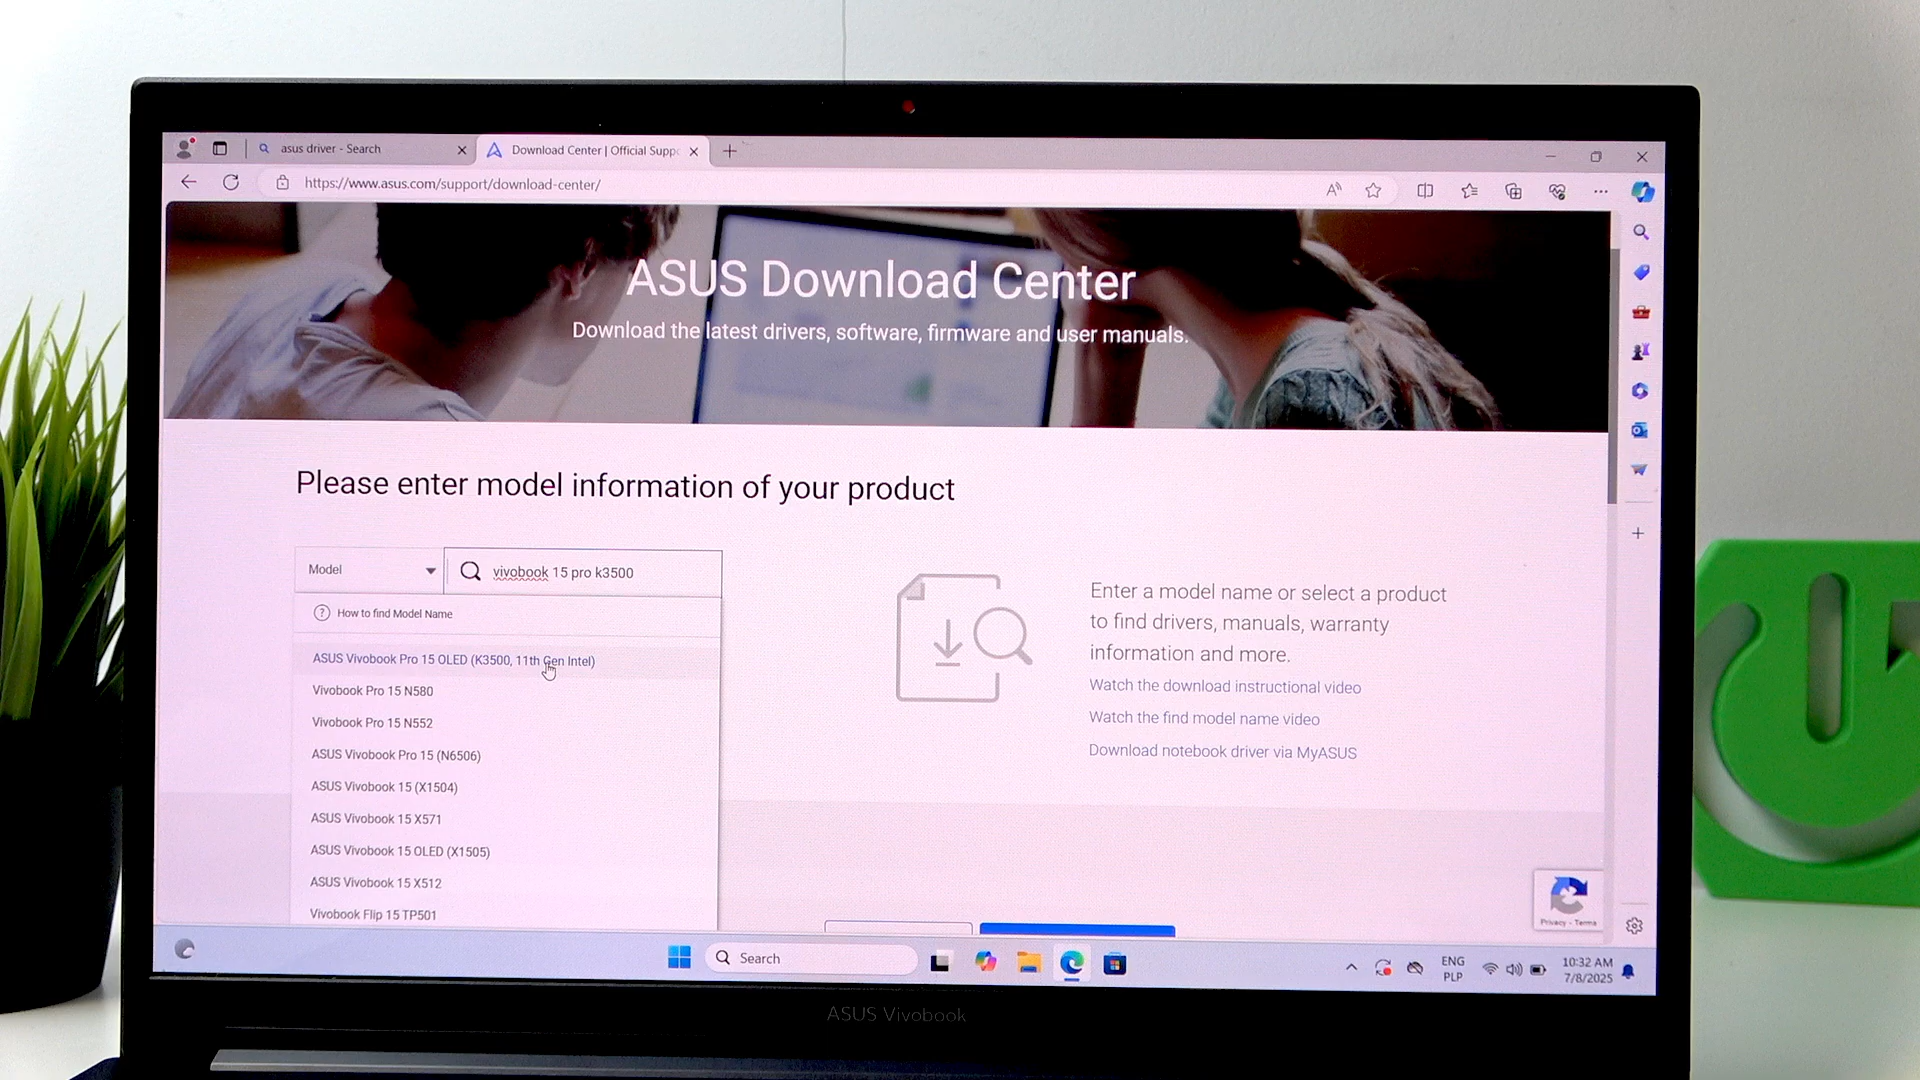 asus driver - Search
Download Center | Official Suppo
https://www.asus.com/support/download-center/
ASUS Download Center
Download the latest drivers, software, firmware and user manuals.
Please enter model information of your product
Model
vivobook 15 pro k3500
How to find Model Name
ASUS Vivobook Pro 15 OLED (K3500, 11th Gen Intel)
Vivobook Pro 15 N580
Vivobook Pro 15 N552
ASUS Vivobook Pro 15 (N6506)
ASUS Vivobook 15 (X1504)
ASUS Vivobook 15 X571
ASUS Vivobook 15 OLED (X1505)
ASUS Vivobook 15 X512
Vivobook Flip 15 TP501
Enter a model name or select a product
to find drivers, manuals, warranty
information and more.
Watch the download instructional video
Watch the find model name video
Download notebook driver via MyASUS
Privacy - Terms
Search
ENG
PLP
10:32 AM
7/8/2025
ASUS Vivobook